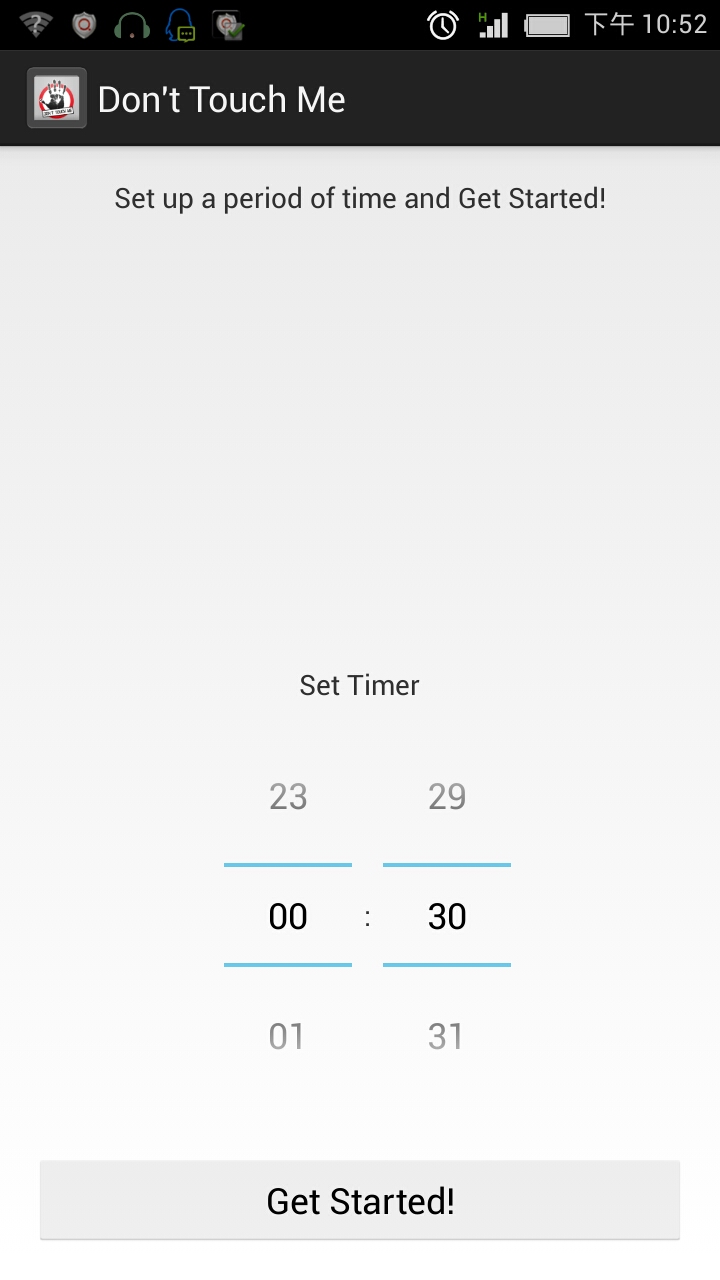 H
下午 10:52
Don't Touch Me
Set up a period of time and Get Started!
Set Timer
23 29
00 : 30
01 31
Get Started!